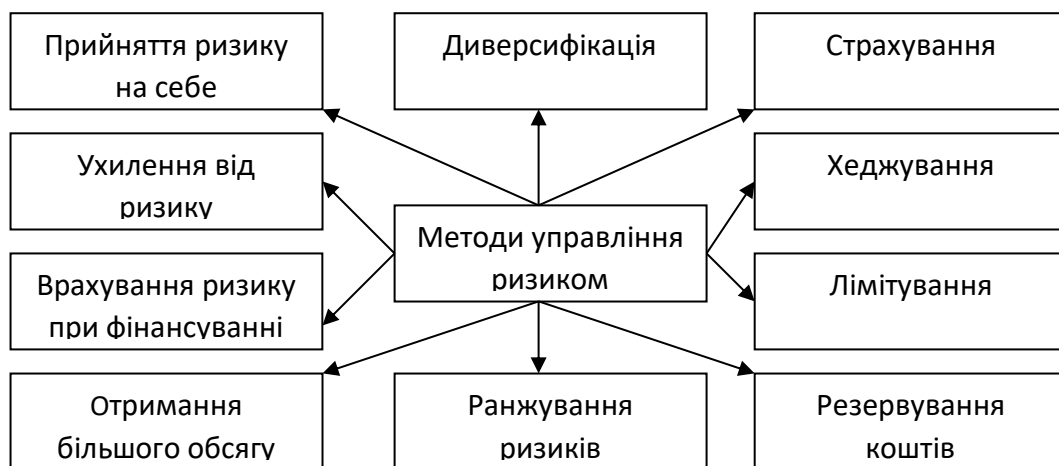 Прийняття ризику
на себе
Диверсифікація
Страхування
Ухилення від
ризику
Хеджування
Методи управління
ризиком
Врахування ризику
при фінансуванні
Лімітування
Отримання
більшого обсягу
Ранжування
ризиків
Резервування
коштів